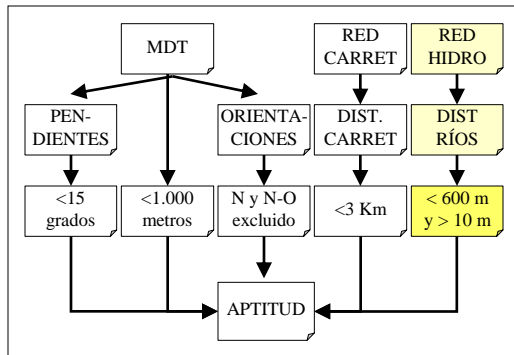 MDT
RED
CARRET
RED
HIDRO
PEN-
DIENTES
ORIENTA-
CIONES
DIST.
CARRET
DIST
RÍOS
<15
grados
<1.000
metros
N y N-O
excluido
<3 Km
< 600 m
y > 10 m
APTITUD